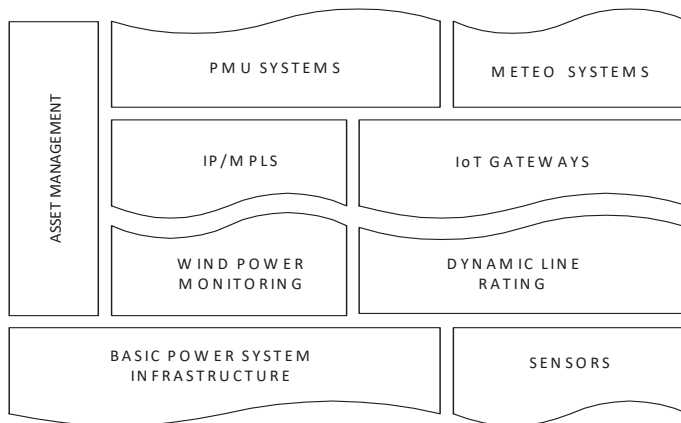 PMU SYSTEMS
METEO SYSTEMS
ASSET MANAGEMENT
IP/MPLS
IoT GATEWAYS
WIND POWER
MONITORING
DYNAMIC LINE
RATING
BASIC POWER SYSTEM
INFRASTRUCTURE
SENSORS